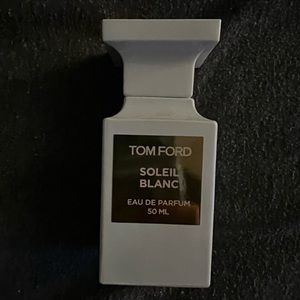 TOM FORD
SOLEIL
BLANC
EAU DE PARFUM
50 ML